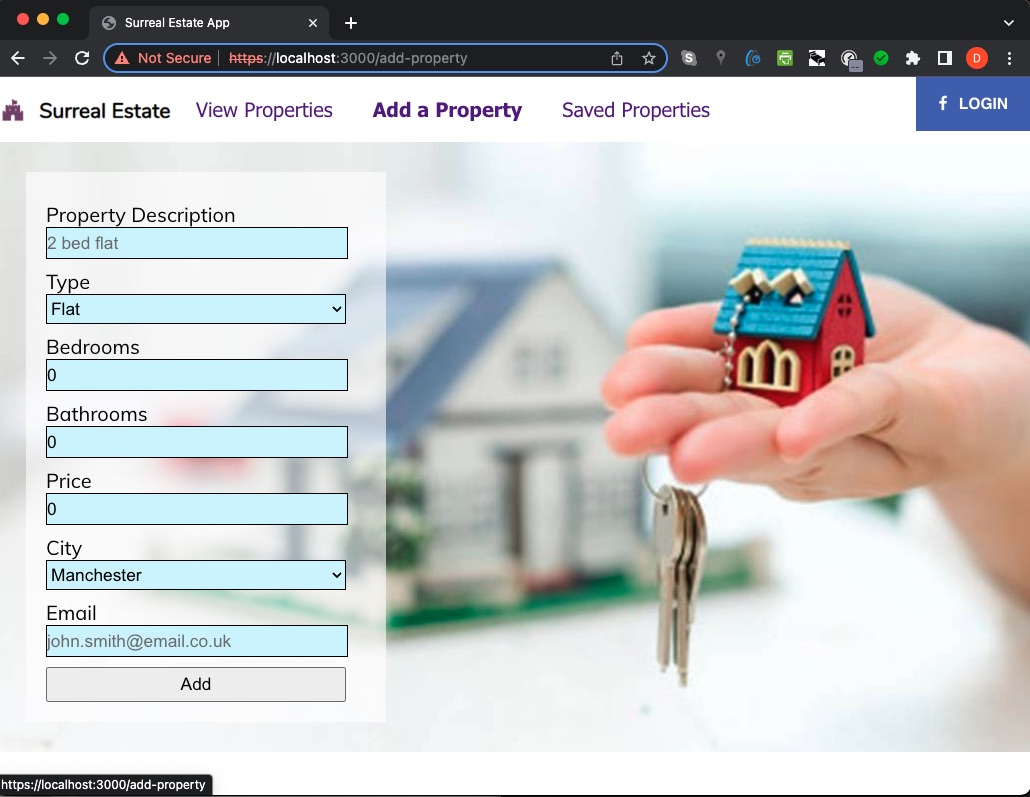 Surreal Estate App
Not Secure https://localhost:3000/add-property
D
Surreal Estate View Properties Add a Property Saved Properties f LOGIN
Property Description
2 bed flat
Type
Flat
Bedrooms
0
Bathrooms
0
Price
0
City
Manchester
Email
john.smith@email.co.uk
Add
https://localhost:3000/add-property